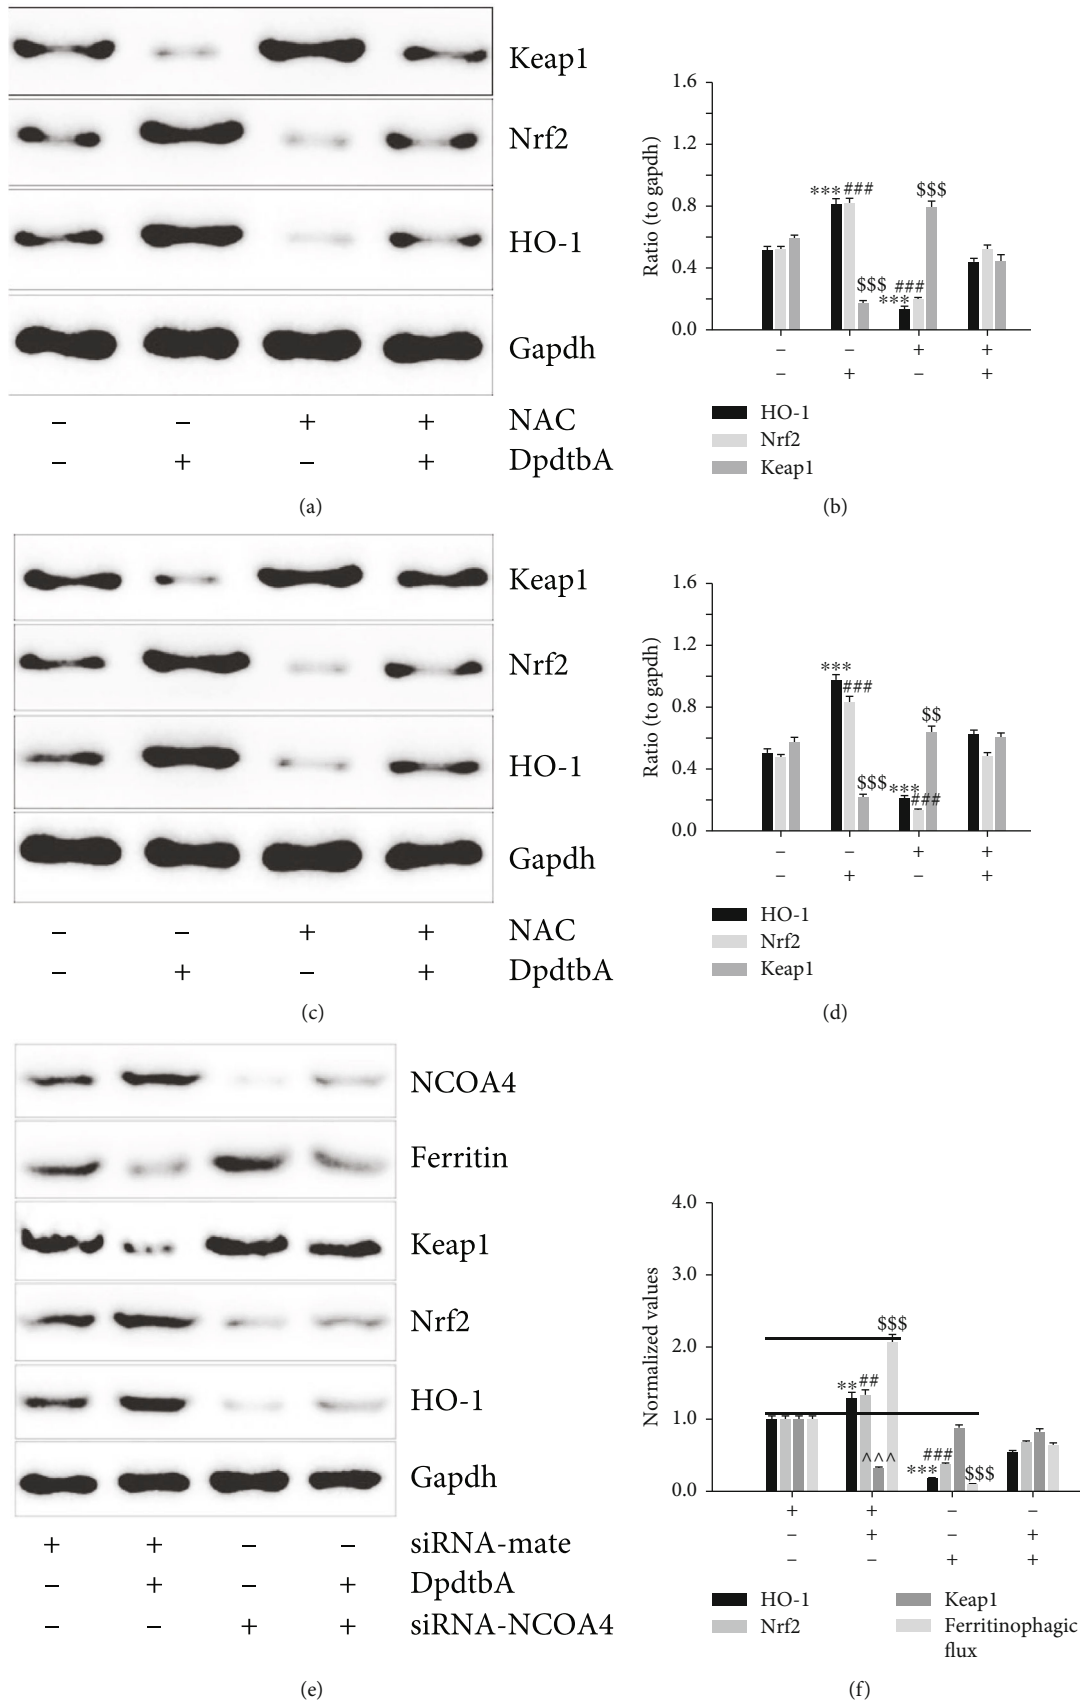 Keap1
Nrf2
HO-1
Gapdh
– – + + NAC
– + – + DpdtbA
(a)
Ratio (to gapdh)
1.6
1.2
0.8
0.4
0.0
*** ### $$$
$$$ ### ***
– – + +
– + – +
HO-1
Nrf2
Keap1
(b)
Keap1
Nrf2
HO-1
Gapdh
– – + + NAC
– + – + DpdtbA
(c)
Ratio (to gapdh)
1.6
1.2
0.8
0.4
0.0
***
### $$
$$$ *** ###
– – + +
– + – +
HO-1
Nrf2
Keap1
(d)
NCOA4
Ferritin
Keap1
Nrf2
HO-1
Gapdh
+ + – – siRNA-mate
– + – + DpdtbA
– – + + siRNA-NCOA4
(e)
Normalized values
4.0
3.0
2.0
1.0
0.0
$$$
** ##
^^^ ### *** $$$
+ + – –
– + – +
– – + +
HO-1
Nrf2
Keap1
Ferritinophagic
flux
(f)